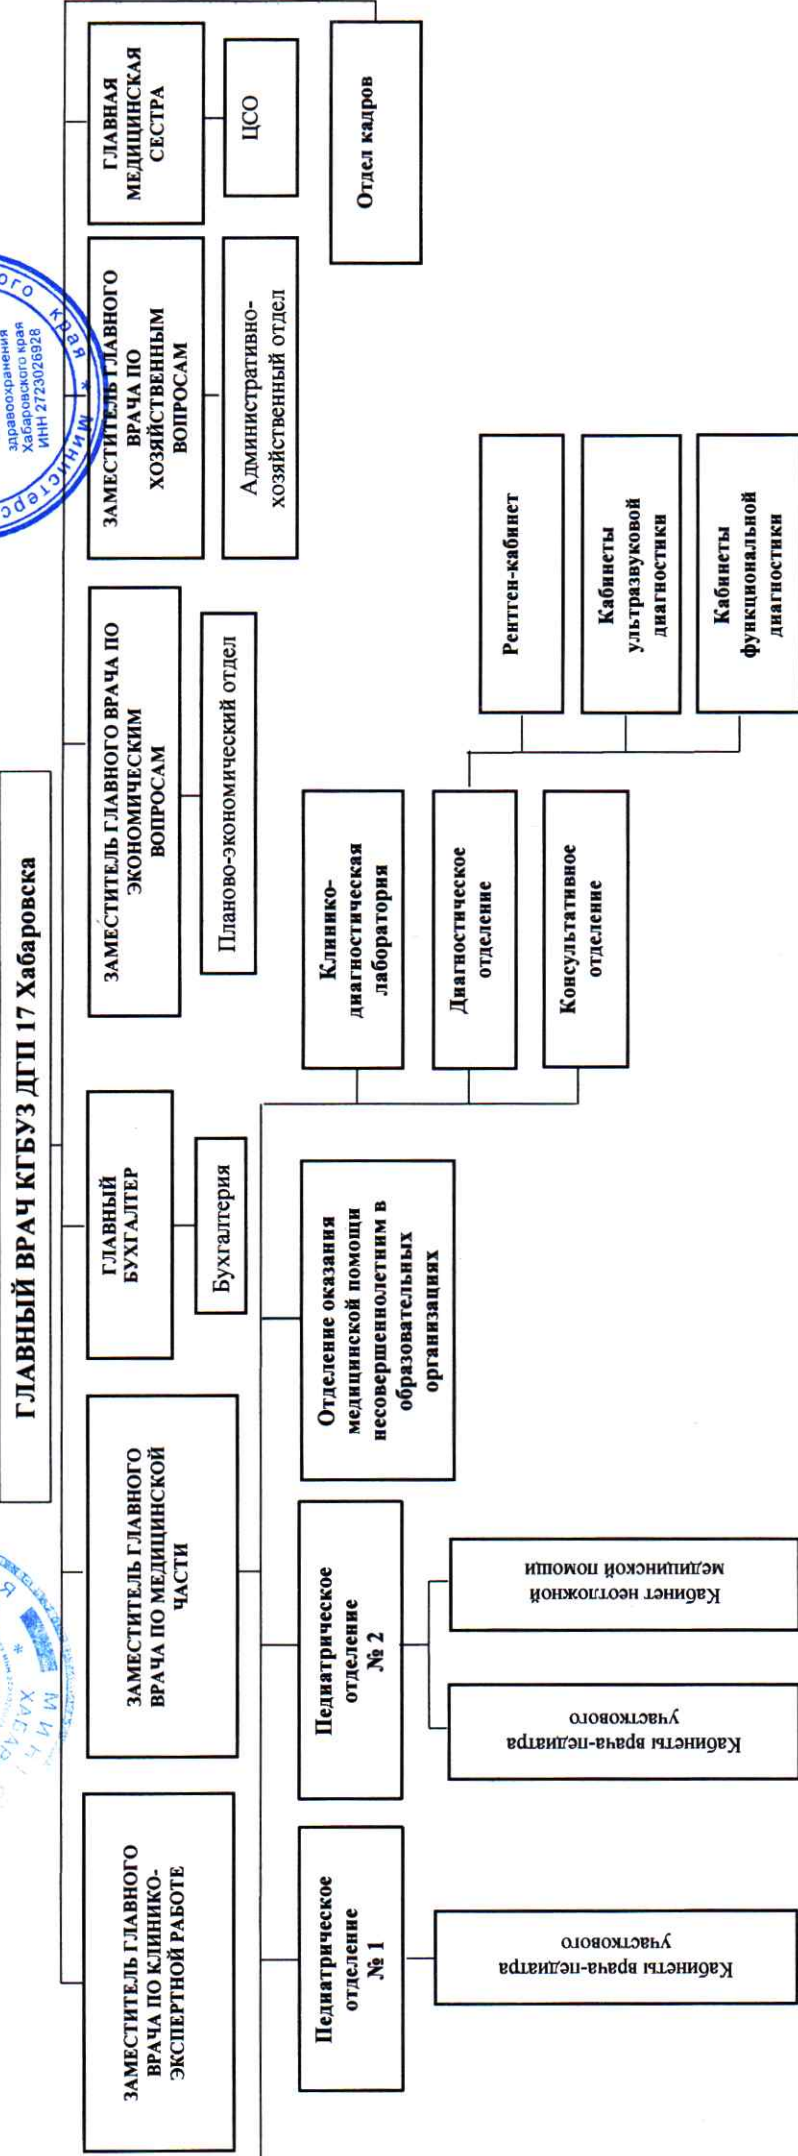 ГЛАВНЫЙ ВРАЧ КГБУЗ ДГП 17 Хабаровска
здравоохранения
Хабаровского края
ИНН 2723026928
ого края * Министерс
ЗАМЕСТИТЕЛЬ ГЛАВНОГО
ВРАЧА ПО КЛИНИКО-
ЭКСПЕРТНОЙ РАБОТЕ
ЗАМЕСТИТЕЛЬ ГЛАВНОГО
ВРАЧА ПО МЕДИЦИНСКОЙ
ЧАСТИ
ГЛАВНЫЙ
БУХГАЛТЕР
Бухгалтерия
ЗАМЕСТИТЕЛЬ ГЛАВНОГО ВРАЧА ПО
ЭКОНОМИЧЕСКИМ
ВОПРОСАМ
Планово-экономический отдел
ЗАМЕСТИТЕЛЬ ГЛАВНОГО
ВРАЧА ПО
ХОЗЯЙСТВЕННЫМ
ВОПРОСАМ
Административно-
хозяйственный отдел
ГЛАВНАЯ
МЕДИЦИНСКАЯ
СЕСТРА
ЦСО
Отдел кадров
Педиатрическое
отделение
№ 1
Кабинеты врача-педиатра
участкового
Педиатрическое
отделение
№ 2
Кабинеты врача-педиатра
участкового
Кабинет неотложной
медицинской помощи
Отделение оказания
медицинской помощи
несовершеннолетним в
образовательных
организациях
Клинико-
диагностическая
лаборатория
Диагностическое
отделение
Консультативное
отделение
Рентген-кабинет
Кабинеты
ультразвуковой
диагностики
Кабинеты
функциональной
диагностики